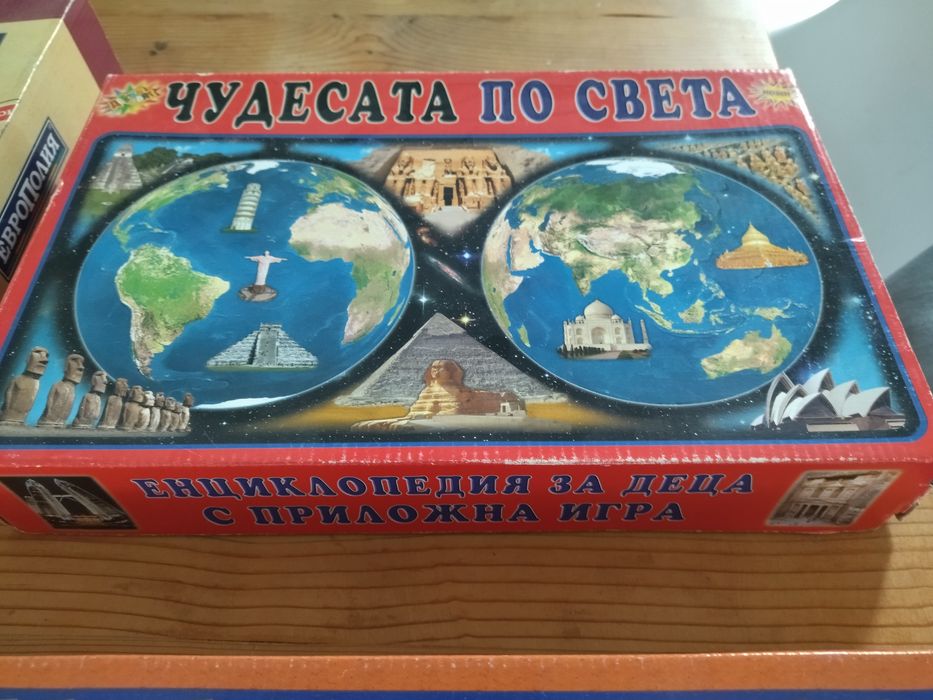 ЧУДЕСАТА ПО СВЕТА
ЕВРОПОЛИЯ
ЕНЦИКЛОПЕДИЯ ЗА ДЕЦА
С ПРИЛОЖНА ИГРА